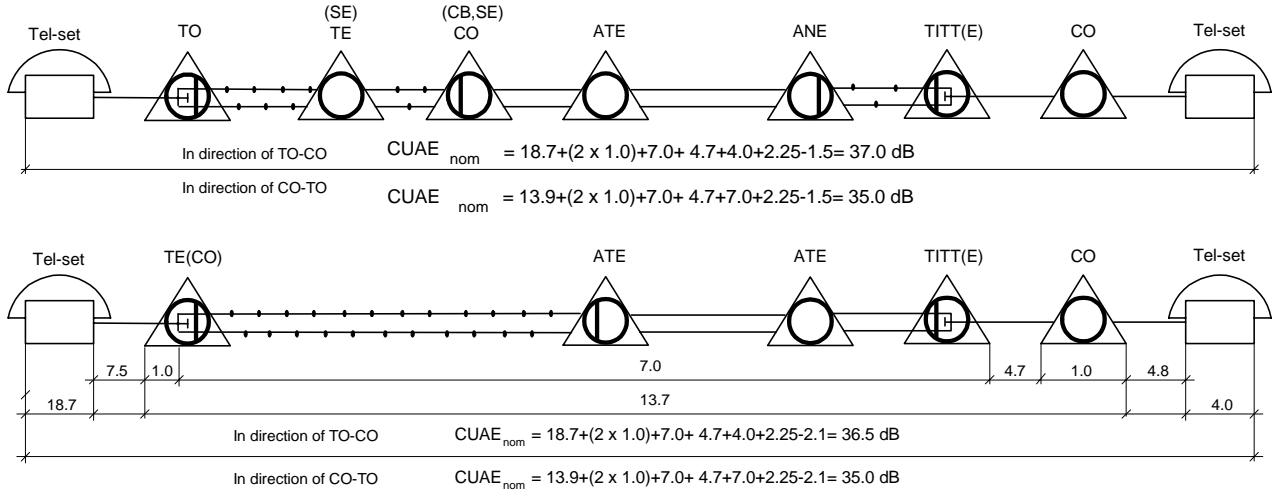 (SE) (CB,SE)
Tel-set TO TE CO ATE ANE TITT(E) CO Tel-set
In direction of TO-CO CUAE nom = 18.7+(2 x 1.0)+7.0+ 4.7+4.0+2.25-1.5= 37.0 dB
In direction of CO-TO CUAE nom = 13.9+(2 x 1.0)+7.0+ 4.7+7.0+2.25-1.5= 35.0 dB
Tel-set TE(CO) ATE ATE TITT(E) CO Tel-set
7.5 1.0 7.0 4.7 1.0 4.8
18.7 13.7 4.0
In direction of TO-CO CUAE nom = 18.7+(2 x 1.0)+7.0+ 4.7+4.0+2.25-2.1= 36.5 dB
In direction of CO-TO CUAE nom = 13.9+(2 x 1.0)+7.0+ 4.7+7.0+2.25-2.1= 35.0 dB